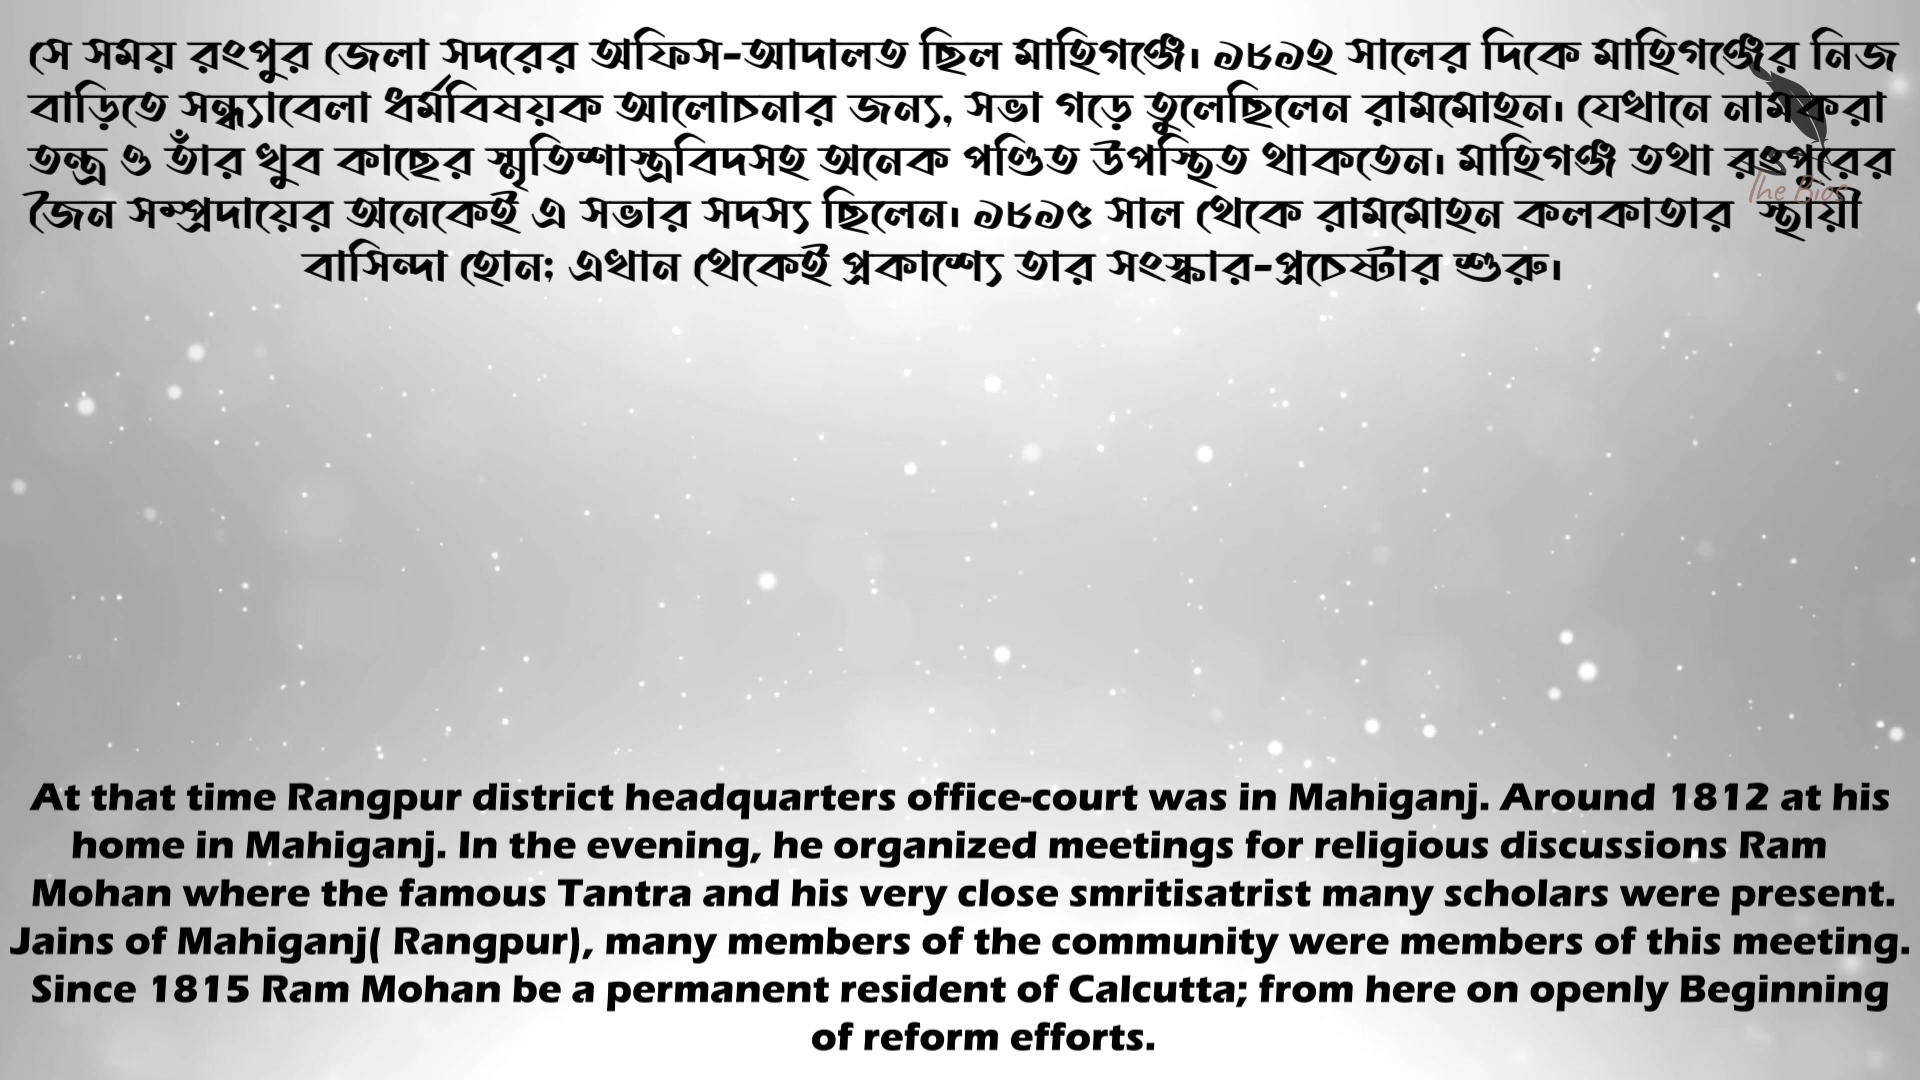 সে সময় রংপুর জেলা সদরের অফিস-আদালত ছিল মাহিগঞ্জে। ১৮১২ সালের দিকে মাহিগঞ্জের নিজ
বাড়িতে সন্ধ্যাবেলা ধর্মবিষয়ক আলোচনার জন্য, সভা গড়ে তুলেছিলেন রামমোহন। যেখানে নামকরা
তন্ত্র ও তাঁর খুব কাছের স্মৃতিশাস্ত্রবিদসহ অনেক পণ্ডিত উপস্থিত থাকতেন। মাহিগঞ্জ তথা রংপুরের
The Bios
জৈন সম্প্রদায়ের অনেকেই এ সভার সদস্য ছিলেন। ১৮১৫ সাল থেকে রামমোহন কলকাতার স্থায়ী
বাসিন্দা হোন; এখান থেকেই প্রকাশ্যে তার সংস্কার-প্রচেষ্টার শুরু।
At that time Rangpur district headquarters office-court was in Mahiganj. Around 1812 at his
home in Mahiganj. In the evening, he organized meetings for religious discussions Ram
Mohan where the famous Tantra and his very close smritisatrist many scholars were present.
Jains of Mahiganj( Rangpur), many members of the community were members of this meeting.
Since 1815 Ram Mohan be a permanent resident of Calcutta; from here on openly Beginning
of reform efforts.